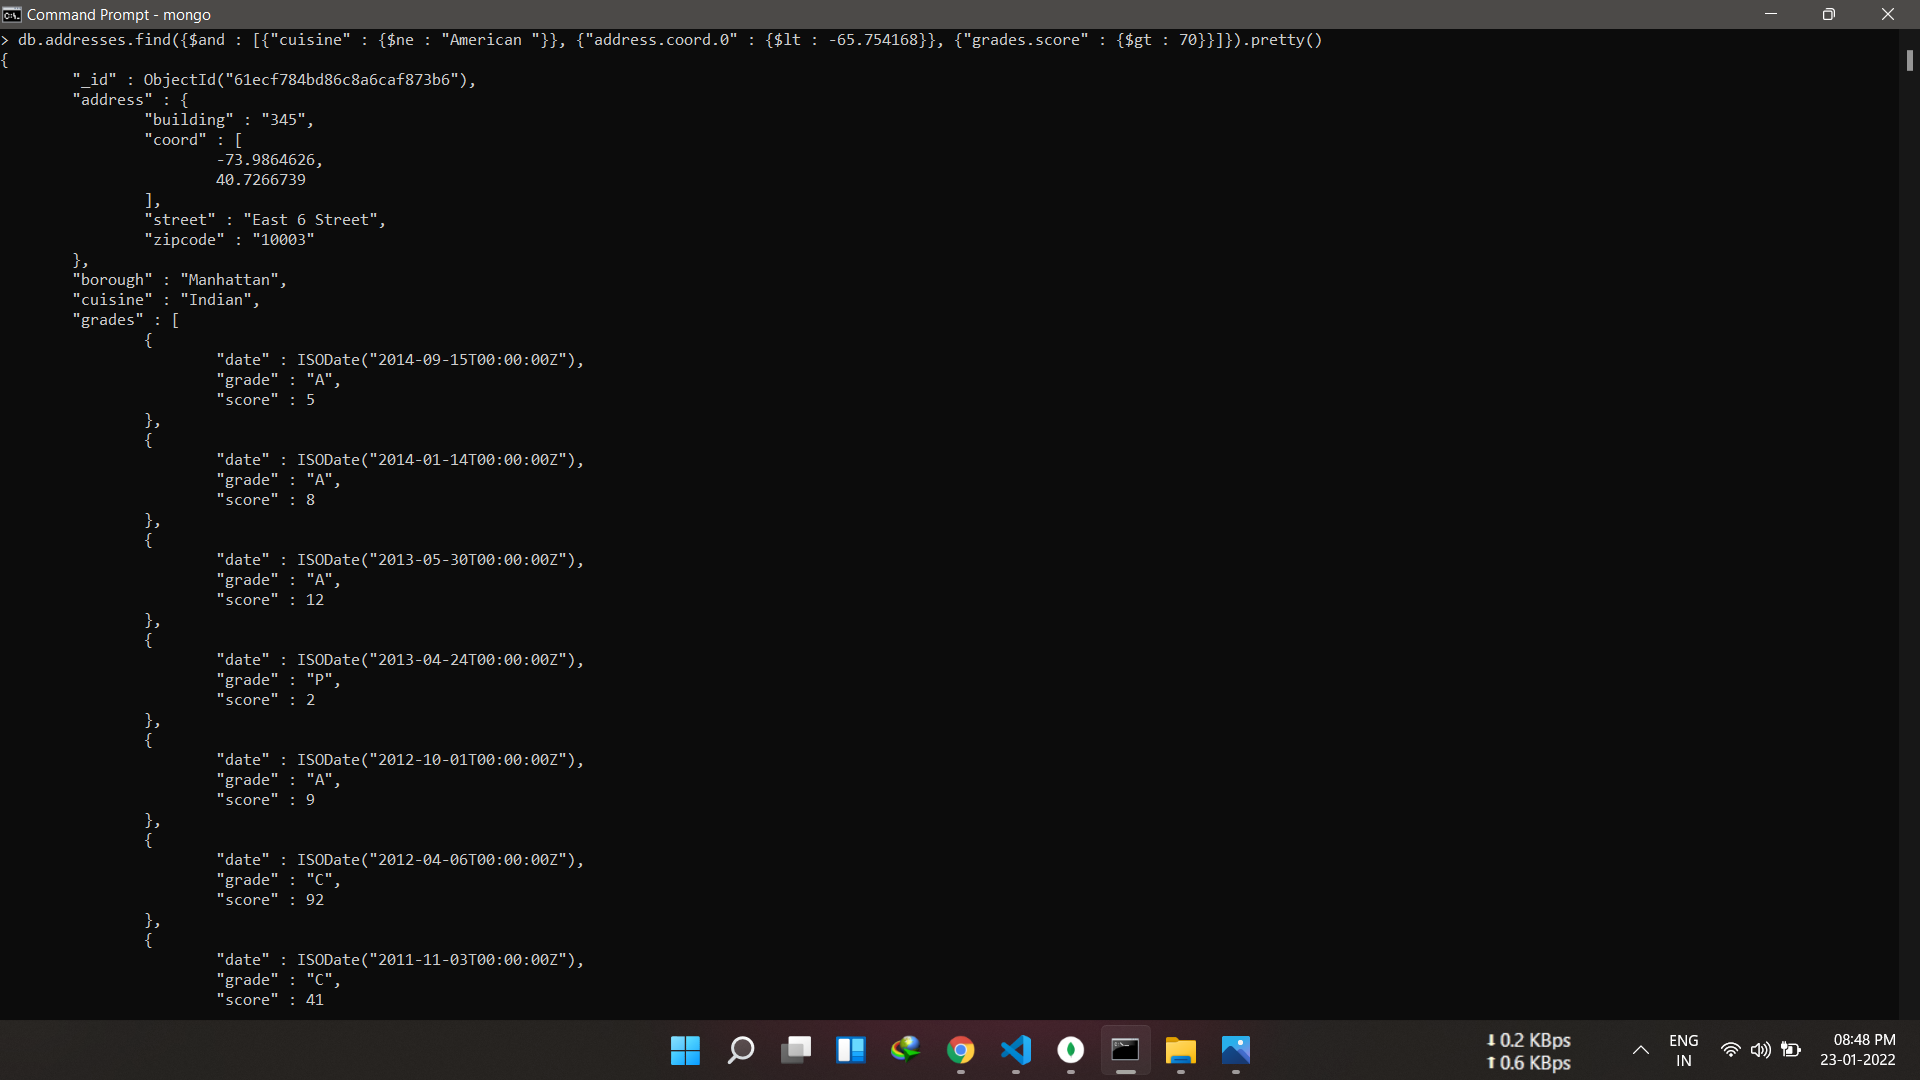 Command Prompt - mongo
> db.addresses.find({$and : [{"cuisine" : {$ne : "American "}}, {"address.coord.0" : {$lt : -65.754168}}, {"grades.score" : {$gt : 70}}]}).pretty()
{
"_id" : ObjectId("61ecf784bd86c8a6caf873b6"),
"address" : {
"building" : "345",
"coord" : [
-73.9864626,
40.7266739
],
"street" : "East 6 Street",
"zipcode" : "10003"
},
"borough" : "Manhattan",
"cuisine" : "Indian",
"grades" : [
{
"date" : ISODate("2014-09-15T00:00:00Z"),
"grade" : "A",
"score" : 5
},
{
"date" : ISODate("2014-01-14T00:00:00Z"),
"grade" : "A",
"score" : 8
},
{
"date" : ISODate("2013-05-30T00:00:00Z"),
"grade" : "A",
"score" : 12
},
{
"date" : ISODate("2013-04-24T00:00:00Z"),
"grade" : "P",
"score" : 2
},
{
"date" : ISODate("2012-10-01T00:00:00Z"),
"grade" : "A",
"score" : 9
},
{
"date" : ISODate("2012-04-06T00:00:00Z"),
"grade" : "C",
"score" : 92
},
{
"date" : ISODate("2011-11-03T00:00:00Z"),
"grade" : "C",
"score" : 41
0.2 KBps
0.6 KBps
ENG
IN
08:48 PM
23-01-2022